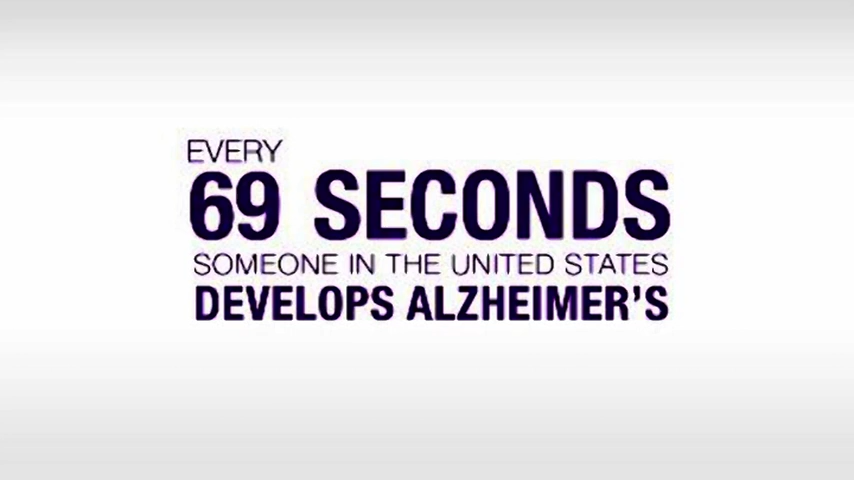 EVERY
69 SECONDS
SOMEONE IN THE UNITED STATES
DEVELOPS ALZHEIMER'S